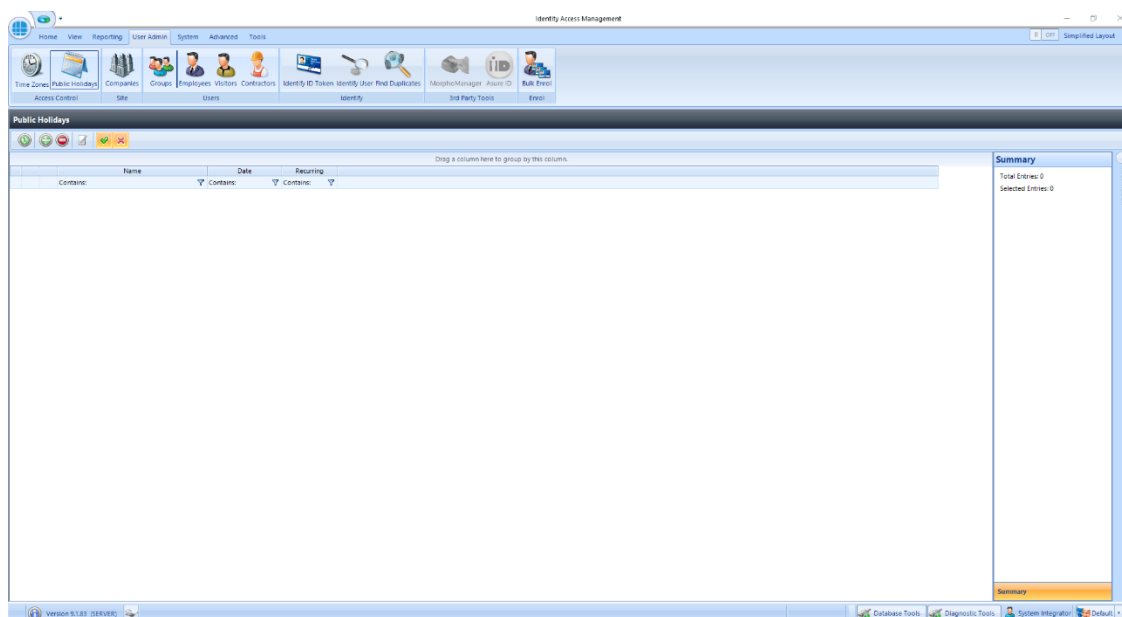 Identity Access Management
Home View Reporting User Admin System Advanced Tools
OFF Simplified Layout
Time Zones Public Holidays Companies Groups Employees Visitors Contractors Identify ID Token Identify User Find Duplicates MorphoManager Asure ID Bulk Enrol
Access Control Site Users Identify 3rd Party Tools Enrol
Public Holidays
Drag a column here to group by this column.
Name Date Recurring
Contains: Contains: Contains:
Summary
Total Entries: 0
Selected Entries: 0
Summary
Version 9.1.83 (SERVER) Database Tools Diagnostic Tools System Integrator Default